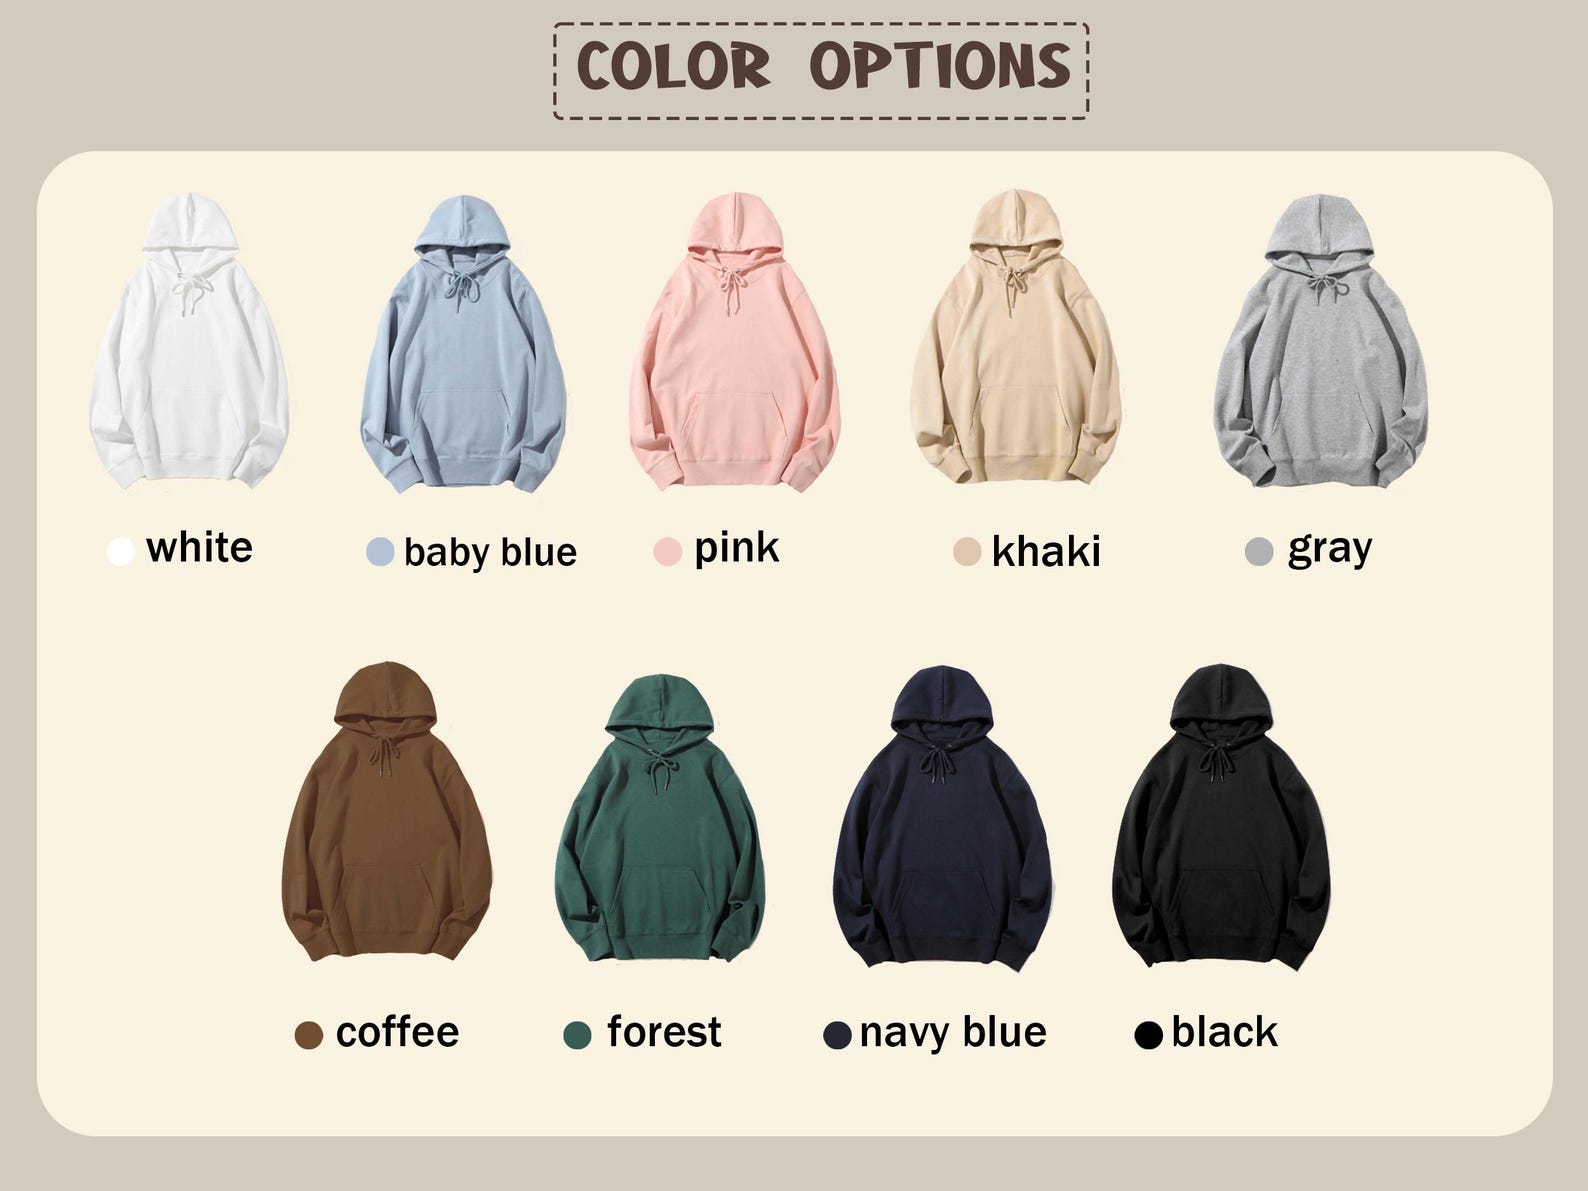 COLOR OPTIONS
white
baby blue
pink
khaki
gray
coffee
forest
navy blue
black